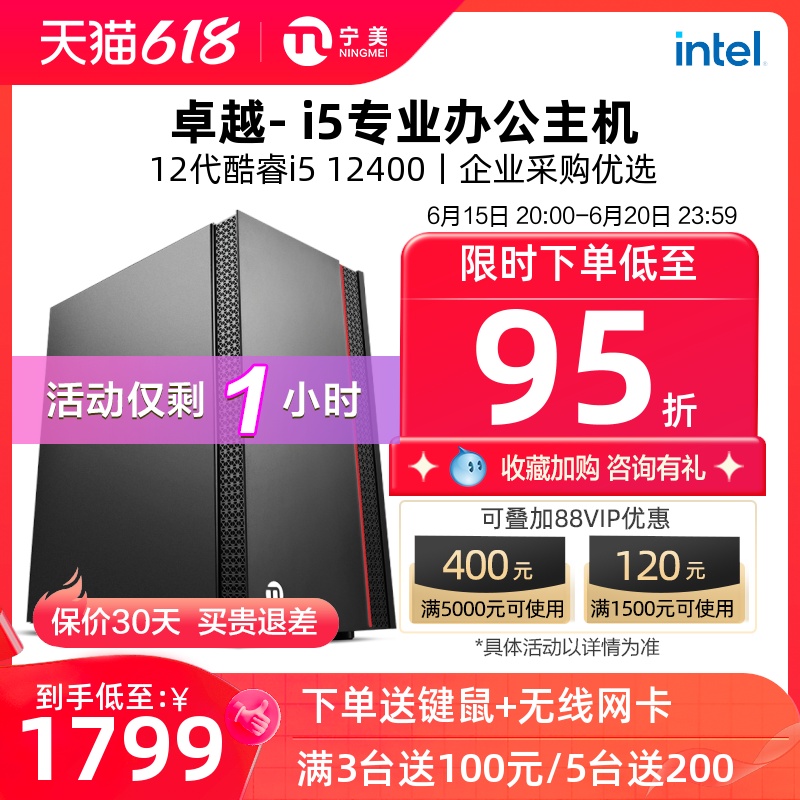 天猫618
宁美
NINGMEI
intel.
卓越- i5专业办公主机
12代酷睿i5 12400丨企业采购优选
6月15日 20:00-6月20日 23:59
限时下单低至
95折
活动仅剩1小时
收藏加购 咨询有礼
可叠加88VIP优惠
400元
满5000元可使用
120元
满1500元可使用
*具体活动以详情为准
保价30天 买贵退差
到手低至:¥
1799
下单送键鼠+无线网卡
满3台送100元/5台送200